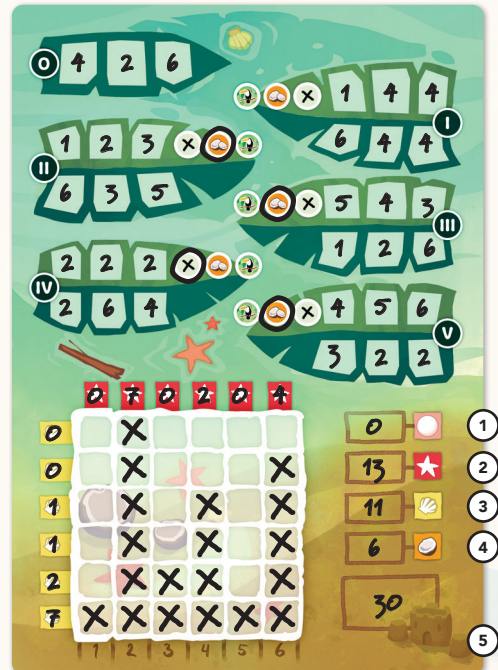 0 4 2 6
X 1 4 4
I
6 4 4
1 2 3 X
II
6 3 5
X 5 4 3
III
1 2 6
2 2 2 X
IV
2 6 4
X 4 5 6
V
3 2 2
0 7 0 2 0 4
0 X 0 1
0 X X 13 2
1 X X X 11 3
1 X X X 6 4
2 X X X X
7 X X X X X X 30
1 2 3 4 5 6 5